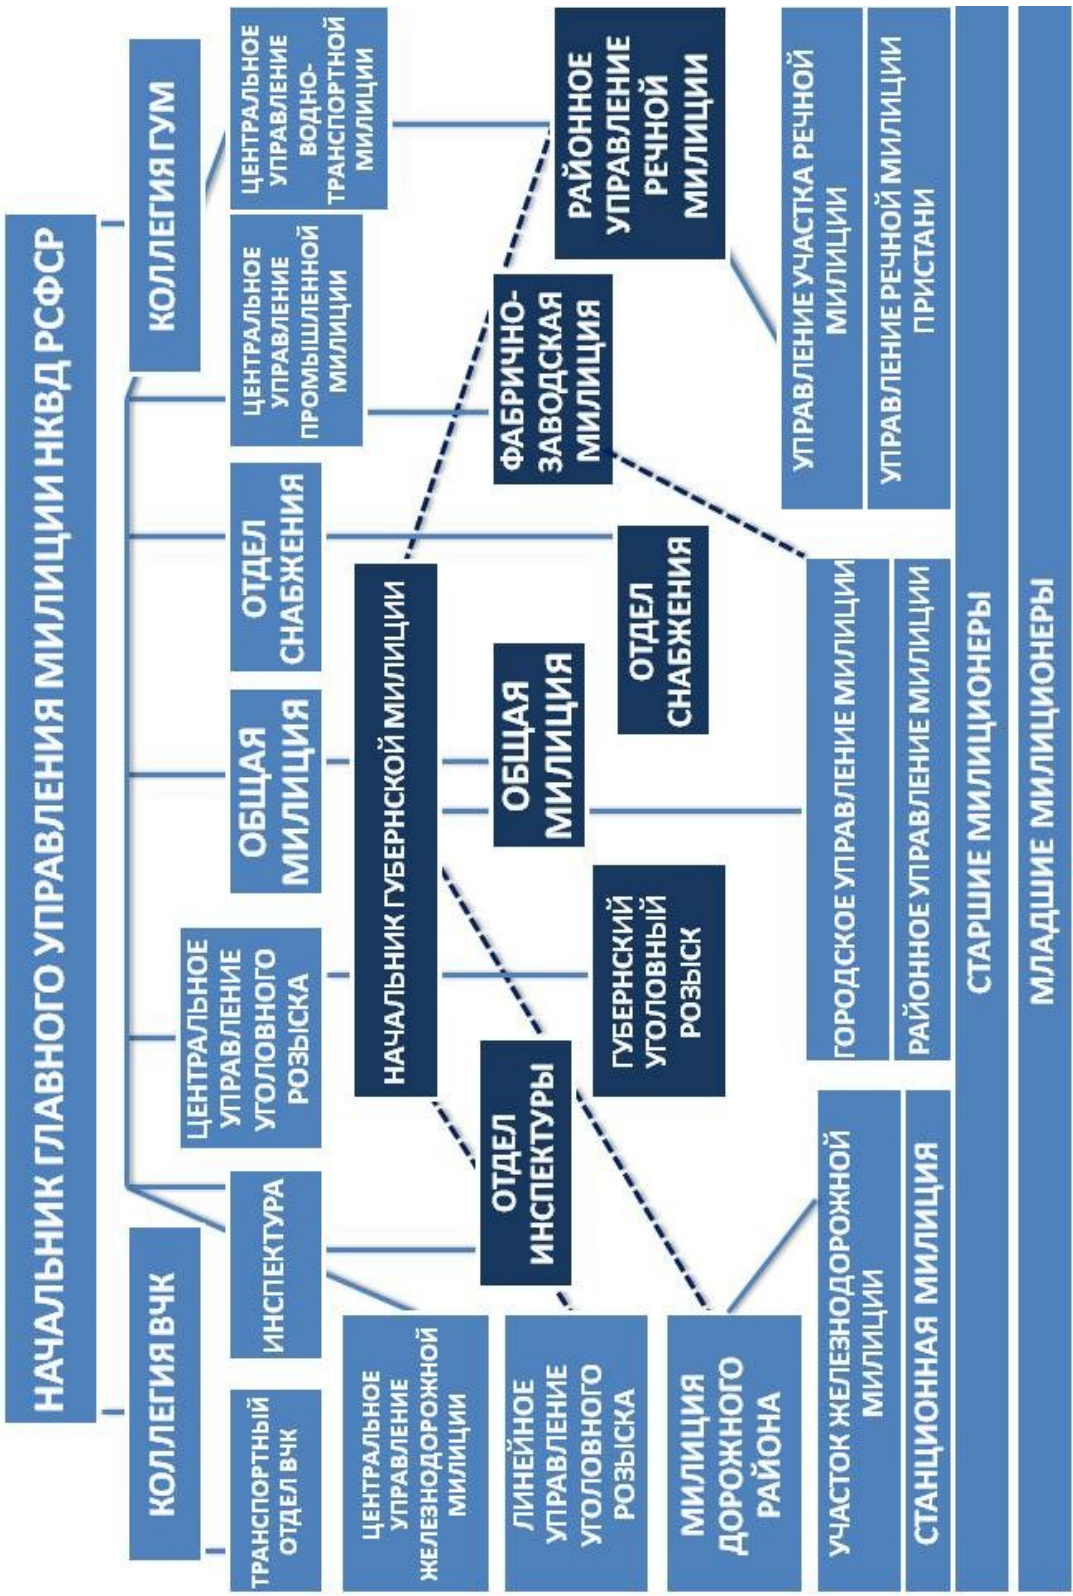 НАЧАЛЬНИК ГЛАВНОГО УПРАВЛЕНИЯ МИЛИЦИИ НКВД РСФСР
КОЛЛЕГИЯ ВЧК
КОЛЛЕГИЯ ГУМ
ТРАНСПОРТНЫЙ
ОТДЕЛ ВЧК
ИНСПЕКТУРА
ЦЕНТРАЛЬНОЕ
УПРАВЛЕНИЕ
УГОЛОВНОГО
РОЗЫСКА
ОБЩАЯ
МИЛИЦИЯ
ОТДЕЛ
СНАБЖЕНИЯ
ЦЕНТРАЛЬНОЕ
УПРАВЛЕНИЕ
ПРОМЫШЛЕННОЙ
МИЛИЦИИ
ЦЕНТРАЛЬНОЕ
УПРАВЛЕНИЕ
ВОДНО-
ТРАНСПОРТНОЙ
МИЛИЦИИ
ЦЕНТРАЛЬНОЕ
УПРАВЛЕНИЕ
ЖЕЛЕЗНОДОРОЖНОЙ
МИЛИЦИИ
НАЧАЛЬНИК ГУБЕРНСКОЙ МИЛИЦИИ
ЛИНЕЙНОЕ
УПРАВЛЕНИЕ
УГОЛОВНОГО
РОЗЫСКА
ОТДЕЛ
ИНСПЕКТУРЫ
ГУБЕРНСКИЙ
УГОЛОВНЫЙ
РОЗЫСК
ОБЩАЯ
МИЛИЦИЯ
ОТДЕЛ
СНАБЖЕНИЯ
ФАБРИЧНО-
ЗАВОДСКАЯ
МИЛИЦИЯ
РАЙОННОЕ
УПРАВЛЕНИЕ
РЕЧНОЙ
МИЛИЦИИ
МИЛИЦИЯ
ДОРОЖНОГО
РАЙОНА
УЧАСТОК ЖЕЛЕЗНОДОРОЖНОЙ
МИЛИЦИИ
СТАНЦИОННАЯ МИЛИЦИЯ
ГОРОДСКОЕ УПРАВЛЕНИЕ МИЛИЦИИ
РАЙОННОЕ УПРАВЛЕНИЕ МИЛИЦИИ
УПРАВЛЕНИЕ УЧАСТКА РЕЧНОЙ
МИЛИЦИИ
УПРАВЛЕНИЕ РЕЧНОЙ МИЛИЦИИ
ПРИСТАНИ
СТАРШИЕ МИЛИЦИОНЕРЫ
МЛАДШИЕ МИЛИЦИОНЕРЫ